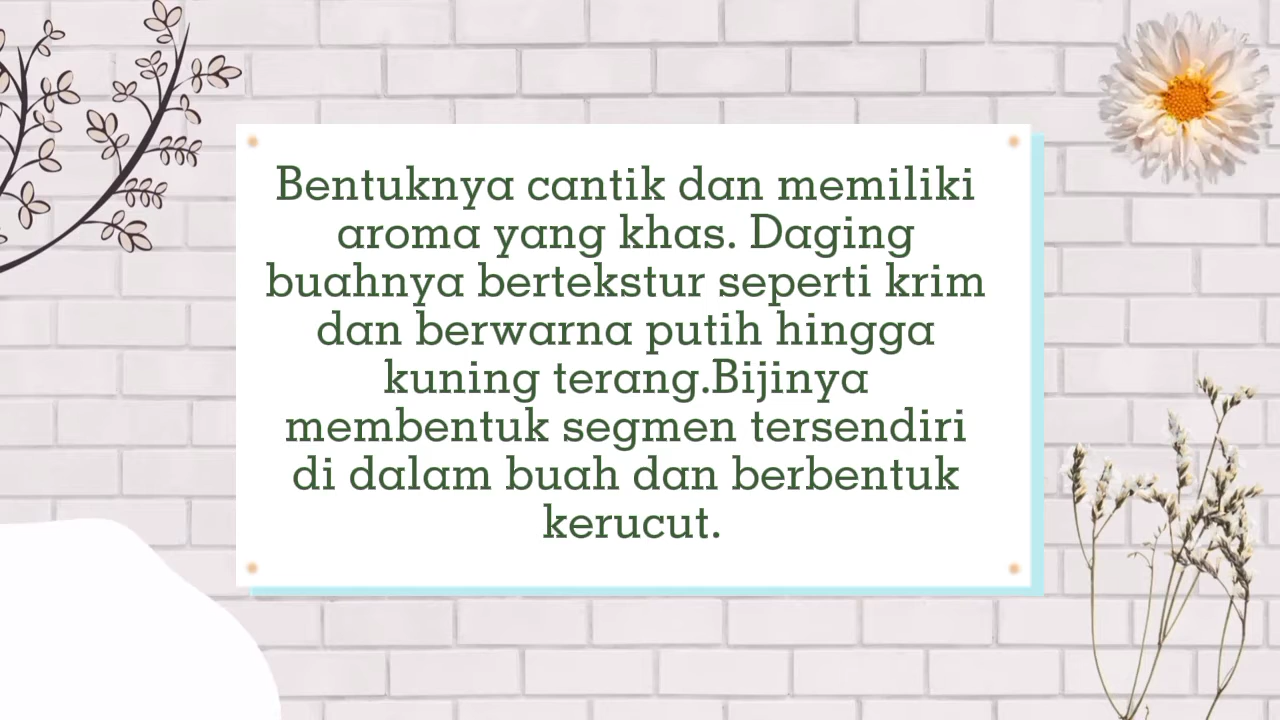 Bentuknya cantik dan memiliki
aroma yang khas. Daging
buahnya bertekstur seperti krim
dan berwarna putih hingga
kuning terang.Bijinya
membentuk segmen tersendiri
di dalam buah dan berbentuk
kerucut.